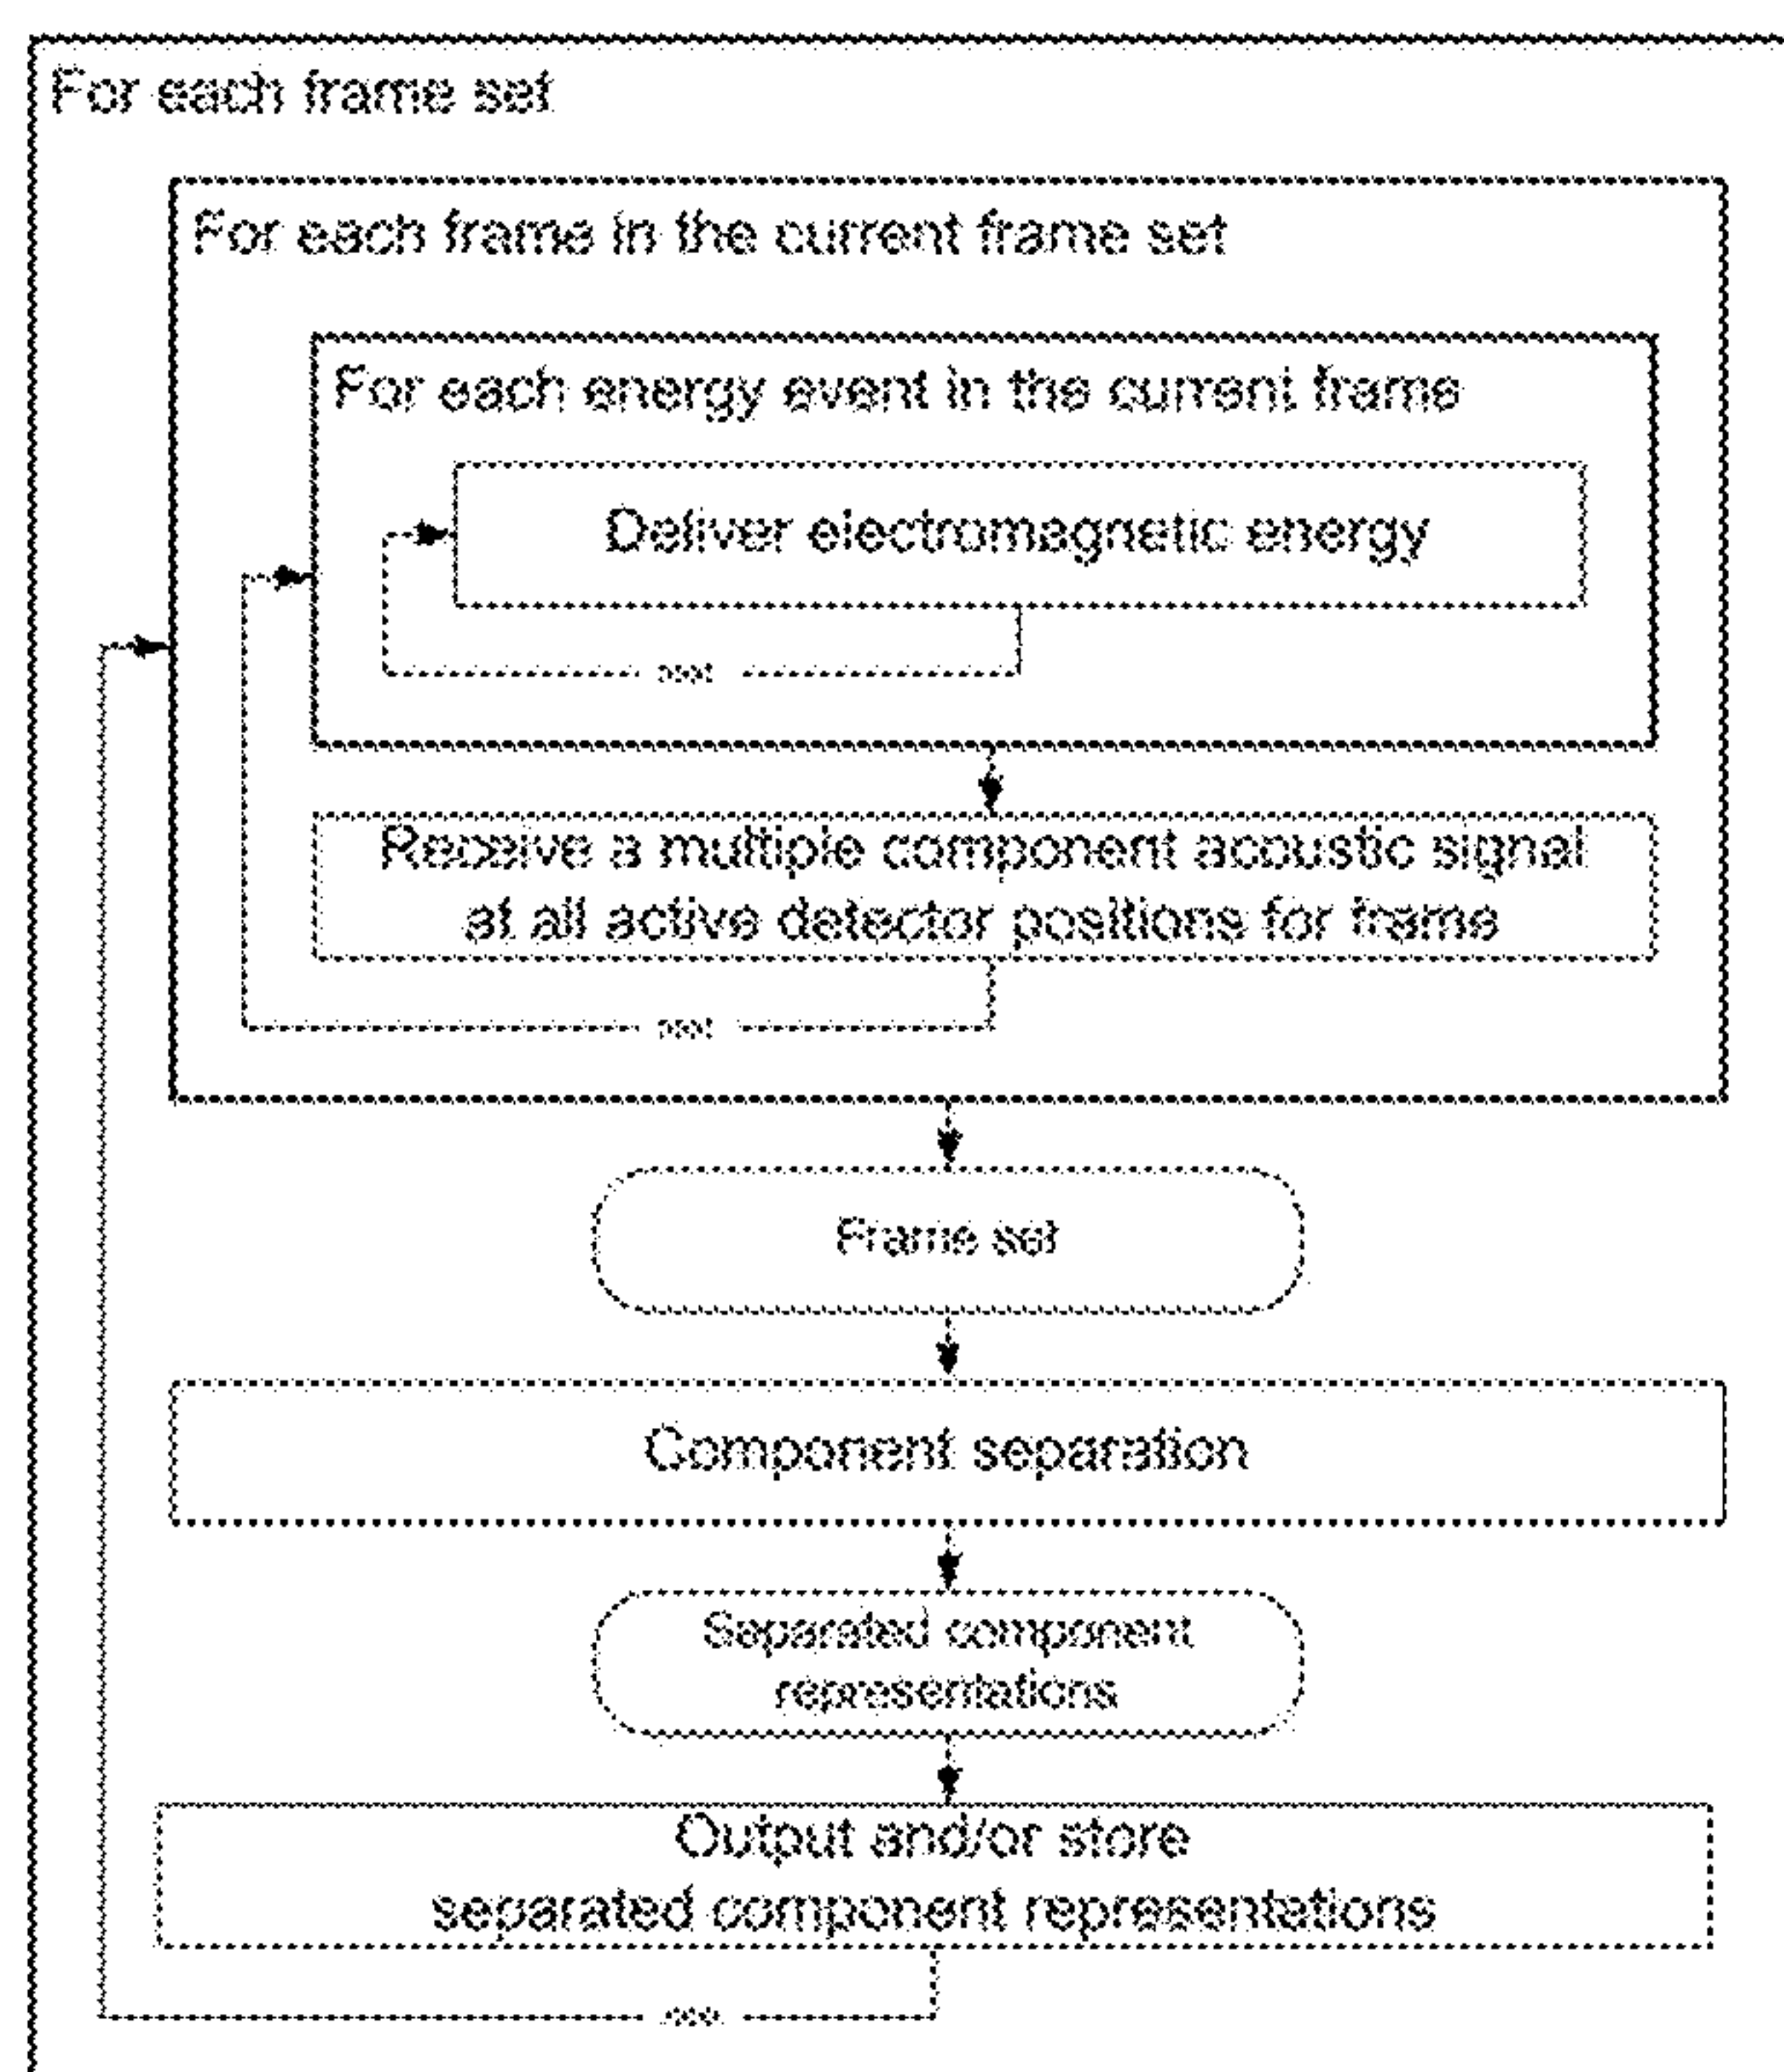 For each frame set
For each frame in the current frame set
For each energy event in the current frame
Deliver electromagnetic energy
Receive a multiple component acoustic signal
at all active detector positions for frame
Frame set
Component separation
Separated component
representations
Output and/or store
separated component representations